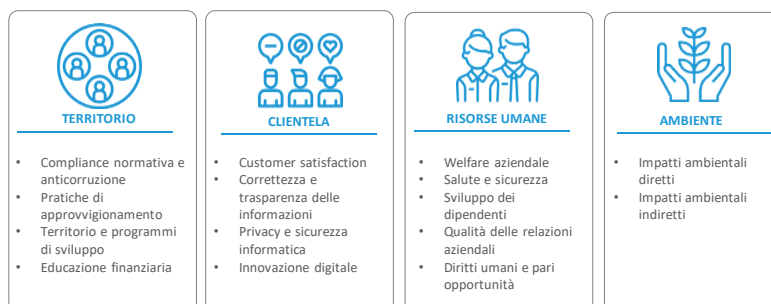 TERRITORIO
• Compliance normativa e
anticorruzione
• Pratiche di
approvvigionamento
• Territorio e programmi
di sviluppo
• Educazione finanziaria
CLIENTELA
• Customer satisfaction
• Correttezza e
trasparenza delle
informazioni
• Privacy e sicurezza
informatica
• Innovazione digitale
RISORSE UMANE
• Welfare aziendale
• Salute e sicurezza
• Sviluppo dei
dipendenti
• Qualità delle relazioni
aziendali
• Diritti umani e pari
opportunità
AMBIENTE
• Impatti ambientali
diretti
• Impatti ambientali
indiretti